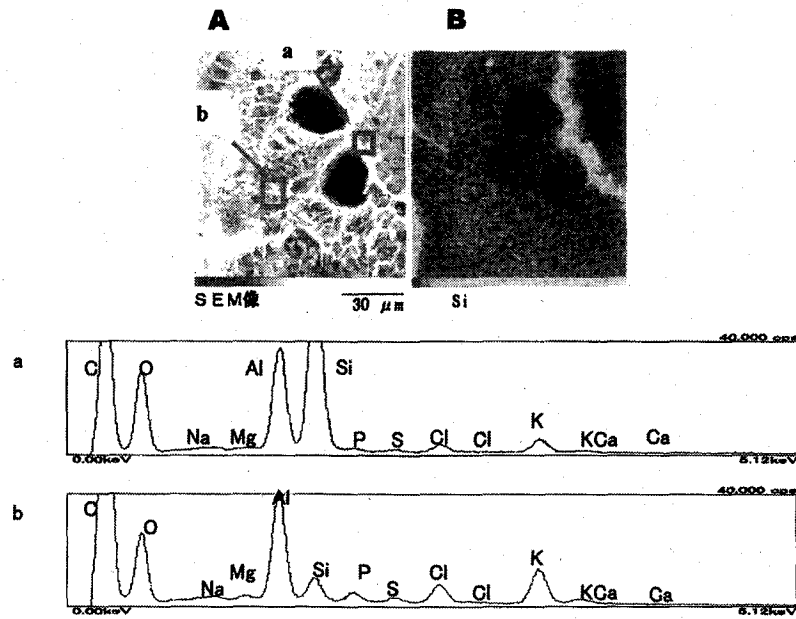 A B
a
b
SEM像 30 μm Si
a
40.000 cps
C O Al Si
Na Mg P S Cl Cl K KCa Ca
0.00keV 5.12keV
b
40.000 cps
C O Al
Na Mg Si P S Cl Cl K KCa Ca
0.00keV 5.12keV